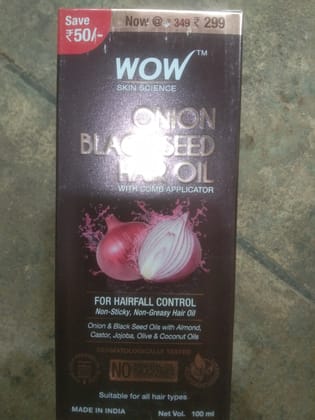 Save
₹50/-
Now @ ₹ 349 ₹ 299
WOW™
SKIN SCIENCE
ONION
BLACK SEED
HAIR OIL
WITH COMB APPLICATOR
FOR HAIRFALL CONTROL
Non-Sticky, Non-Greasy Hair Oil
Onion & Black Seed Oils with Almond,
Castor, Jojoba, Olive & Coconut Oils
DERMATOLOGICALLY TESTED
NO
Suitable for all hair types
MADE IN INDIA
Net Vol. 100 ml